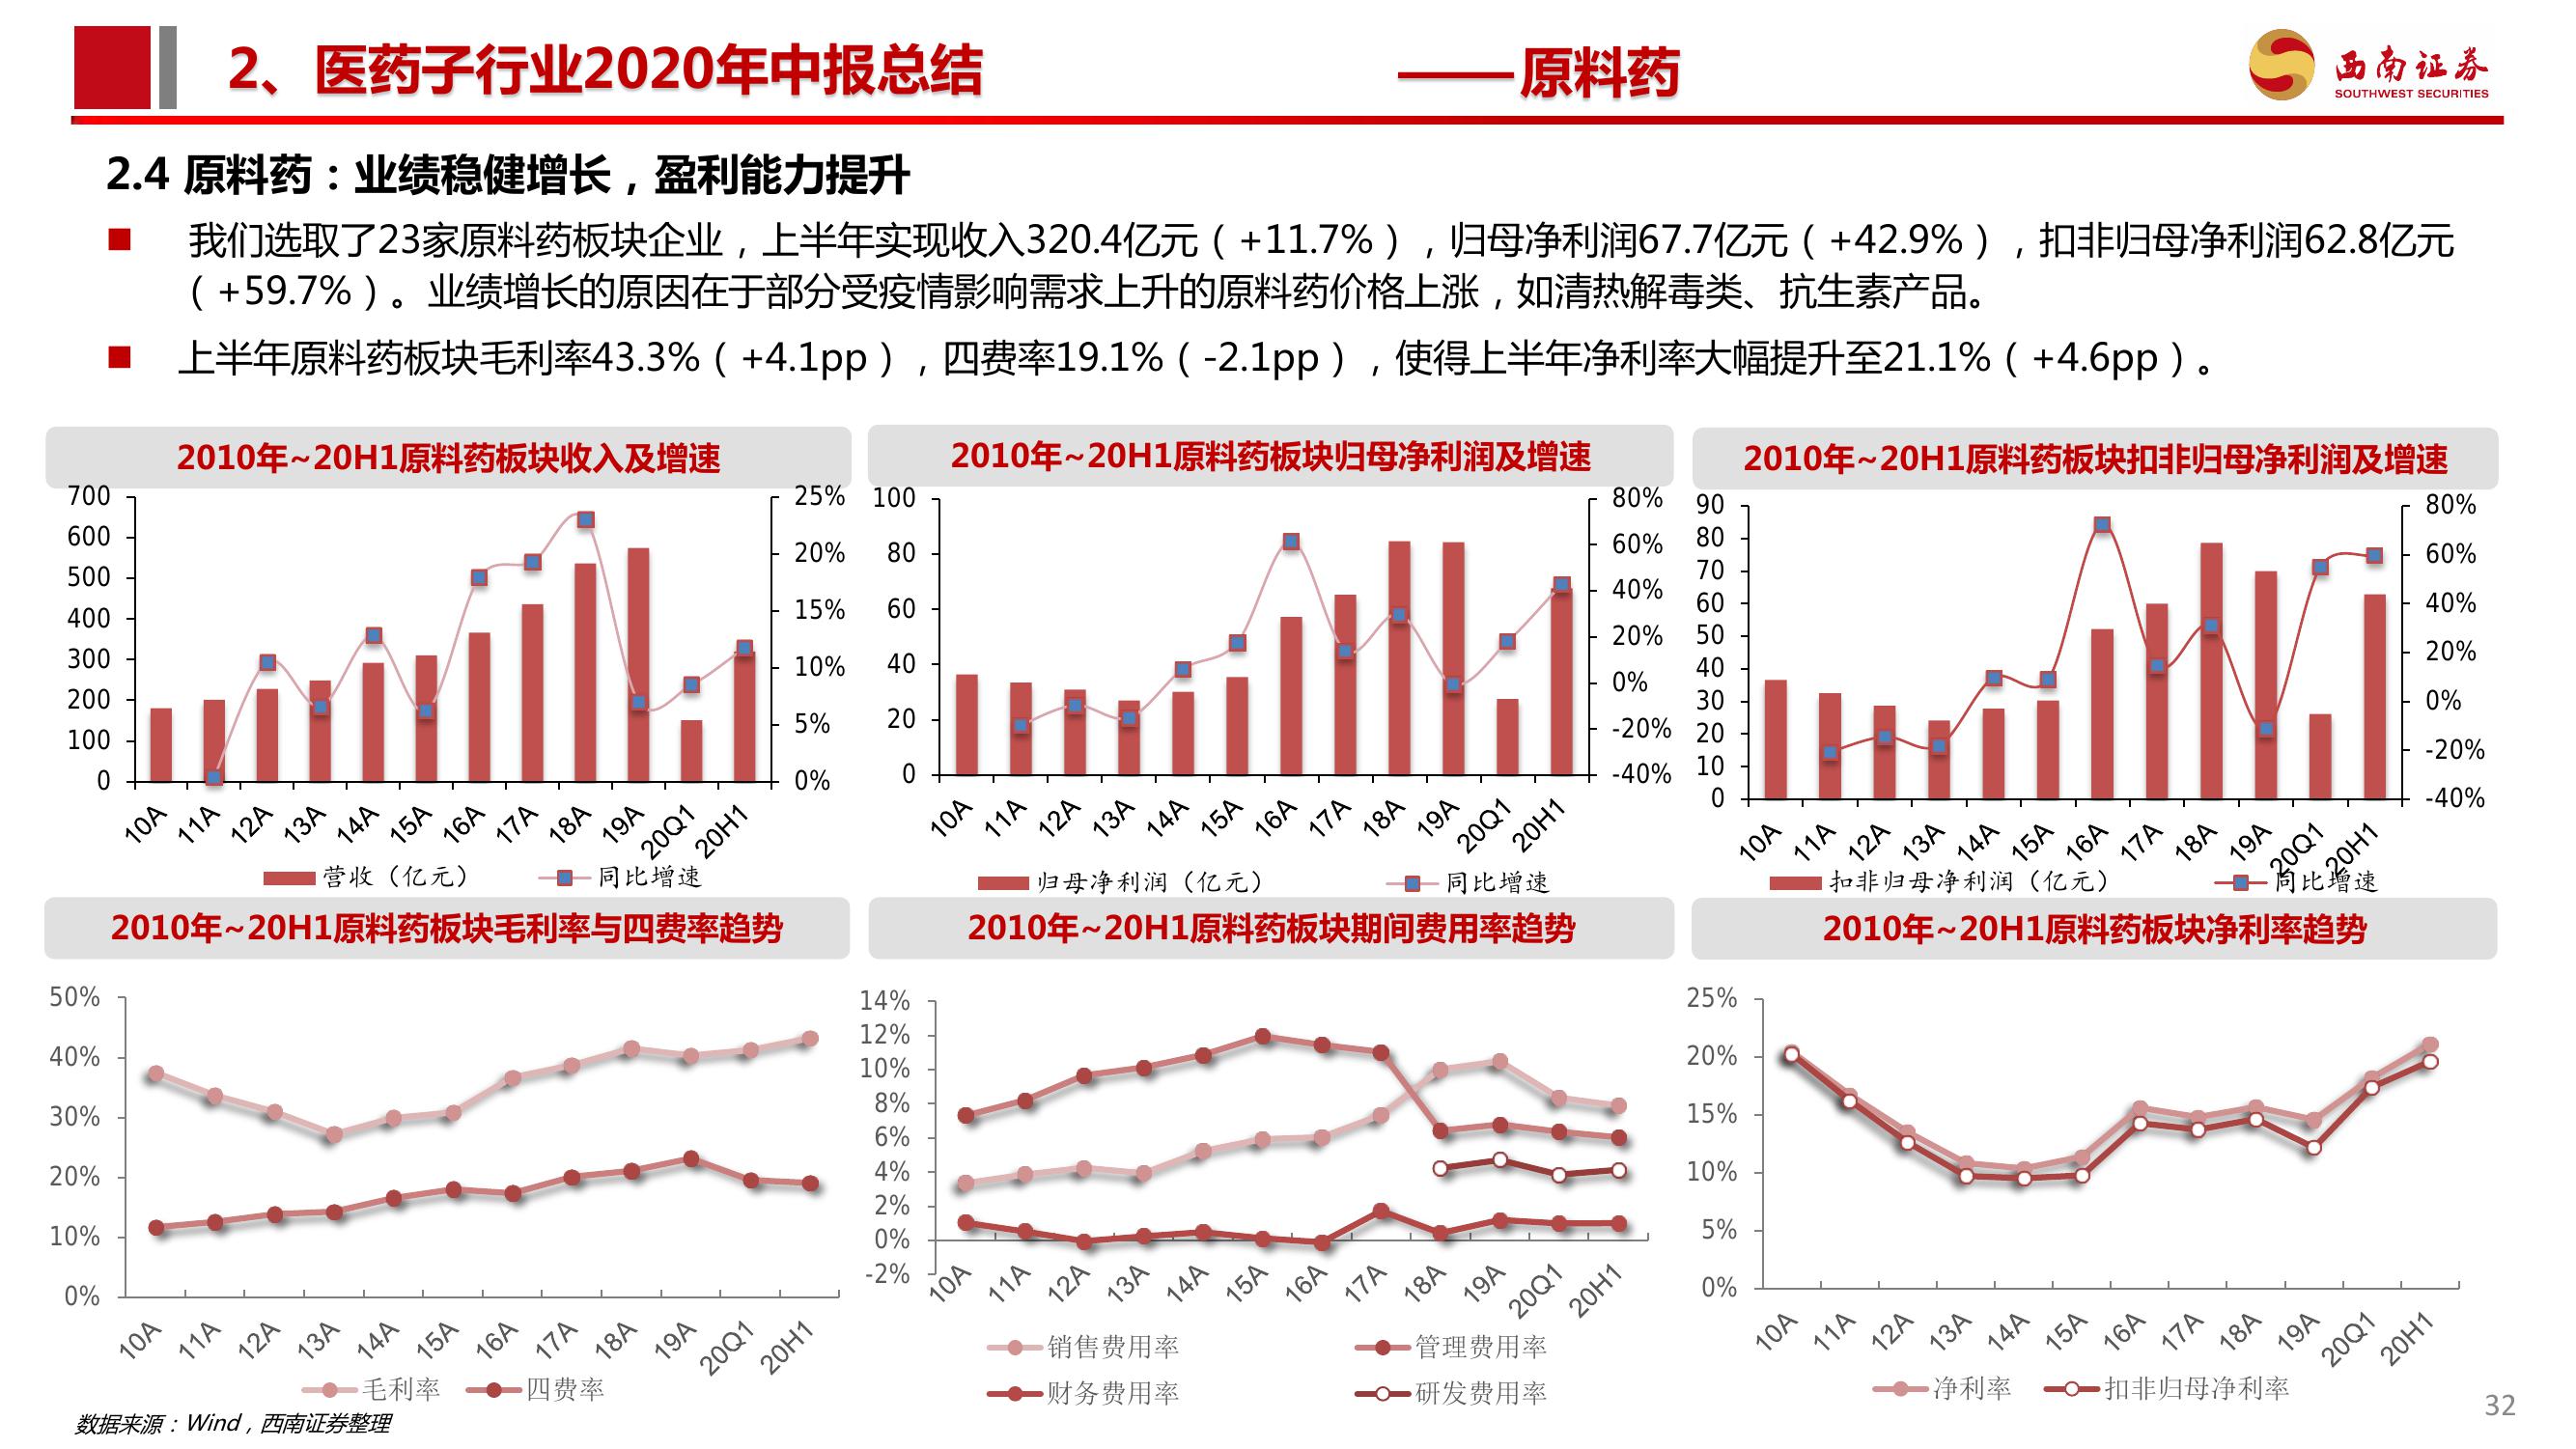 2、医药子行业2020年中报总结
——原料药
西南证券
SOUTHWEST SECURITIES
2.4 原料药：业绩稳健增长，盈利能力提升
我们选取了23家原料药板块企业，上半年实现收入320.4亿元（+11.7%），归母净利润67.7亿元（+42.9%），扣非归母净利润62.8亿元
（+59.7%）。业绩增长的原因在于部分受疫情影响需求上升的原料药价格上涨，如清热解毒类、抗生素产品。
上半年原料药板块毛利率43.3%（+4.1pp），四费率19.1%（-2.1pp），使得上半年净利率大幅提升至21.1%（+4.6pp）。
2010年~20H1原料药板块收入及增速
700
600
500
400
300
200
100
0
25%
20%
15%
10%
5%
0%
10A 11A 12A 13A 14A 15A 16A 17A 18A 19A 20Q1 20H1
营收（亿元） 同比增速
2010年~20H1原料药板块归母净利润及增速
100
80
60
40
20
0
80%
60%
40%
20%
0%
-20%
-40%
10A 11A 12A 13A 14A 15A 16A 17A 18A 19A 20Q1 20H1
归母净利润（亿元） 同比增速
2010年~20H1原料药板块扣非归母净利润及增速
90
80
70
60
50
40
30
20
10
0
80%
60%
40%
20%
0%
-20%
-40%
10A 11A 12A 13A 14A 15A 16A 17A 18A 19A 20Q1 20H1
扣非归母净利润（亿元） 同比增速
2010年~20H1原料药板块毛利率与四费率趋势
50%
40%
30%
20%
10%
0%
10A 11A 12A 13A 14A 15A 16A 17A 18A 19A 20Q1 20H1
毛利率 四费率
2010年~20H1原料药板块期间费用率趋势
14%
12%
10%
8%
6%
4%
2%
0%
-2%
10A 11A 12A 13A 14A 15A 16A 17A 18A 19A 20Q1 20H1
销售费用率 管理费用率
财务费用率 研发费用率
2010年~20H1原料药板块净利率趋势
25%
20%
15%
10%
5%
0%
10A 11A 12A 13A 14A 15A 16A 17A 18A 19A 20Q1 20H1
净利率 扣非归母净利率
数据来源：Wind，西南证券整理
32